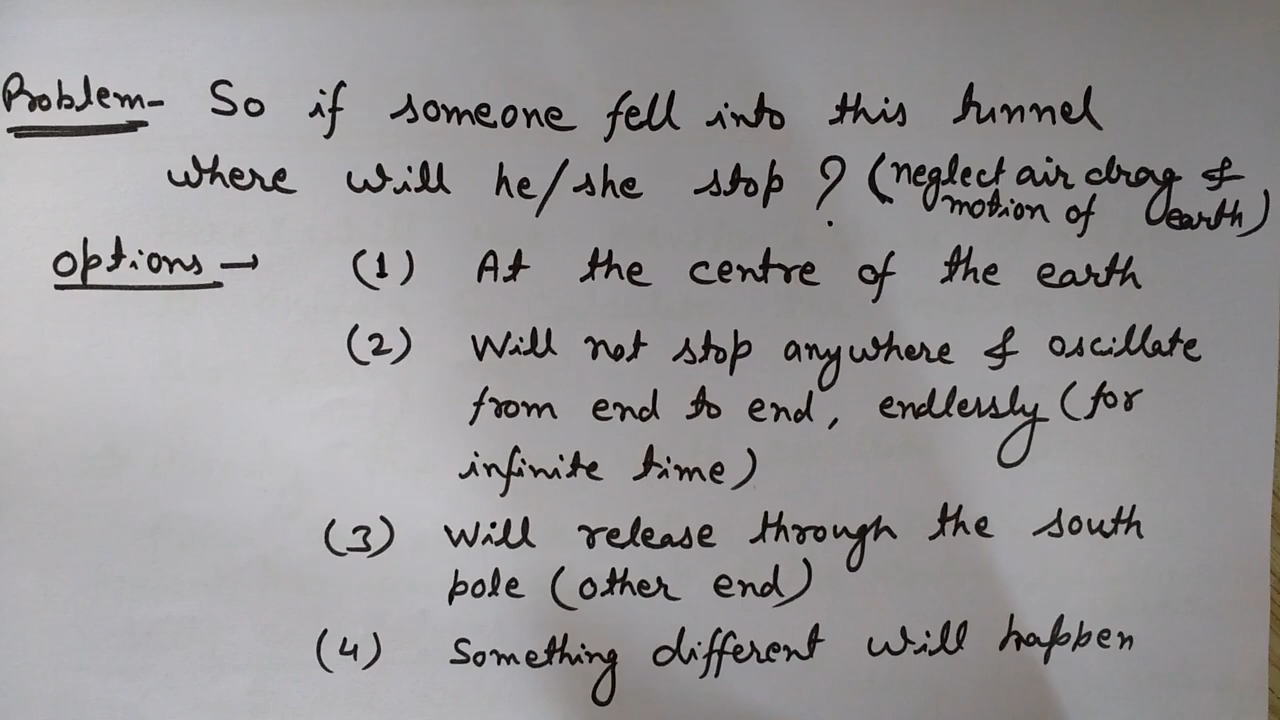 Problem- So if someone fell into this tunnel
where will he/she stop? (neglect air drag &
motion of earth)
options → (1) At the centre of the earth
(2) Will not stop anywhere & oscillate
from end to end, endlessly (for
infinite time)
(3) Will release through the south
pole (other end)
(4) Something different will happen